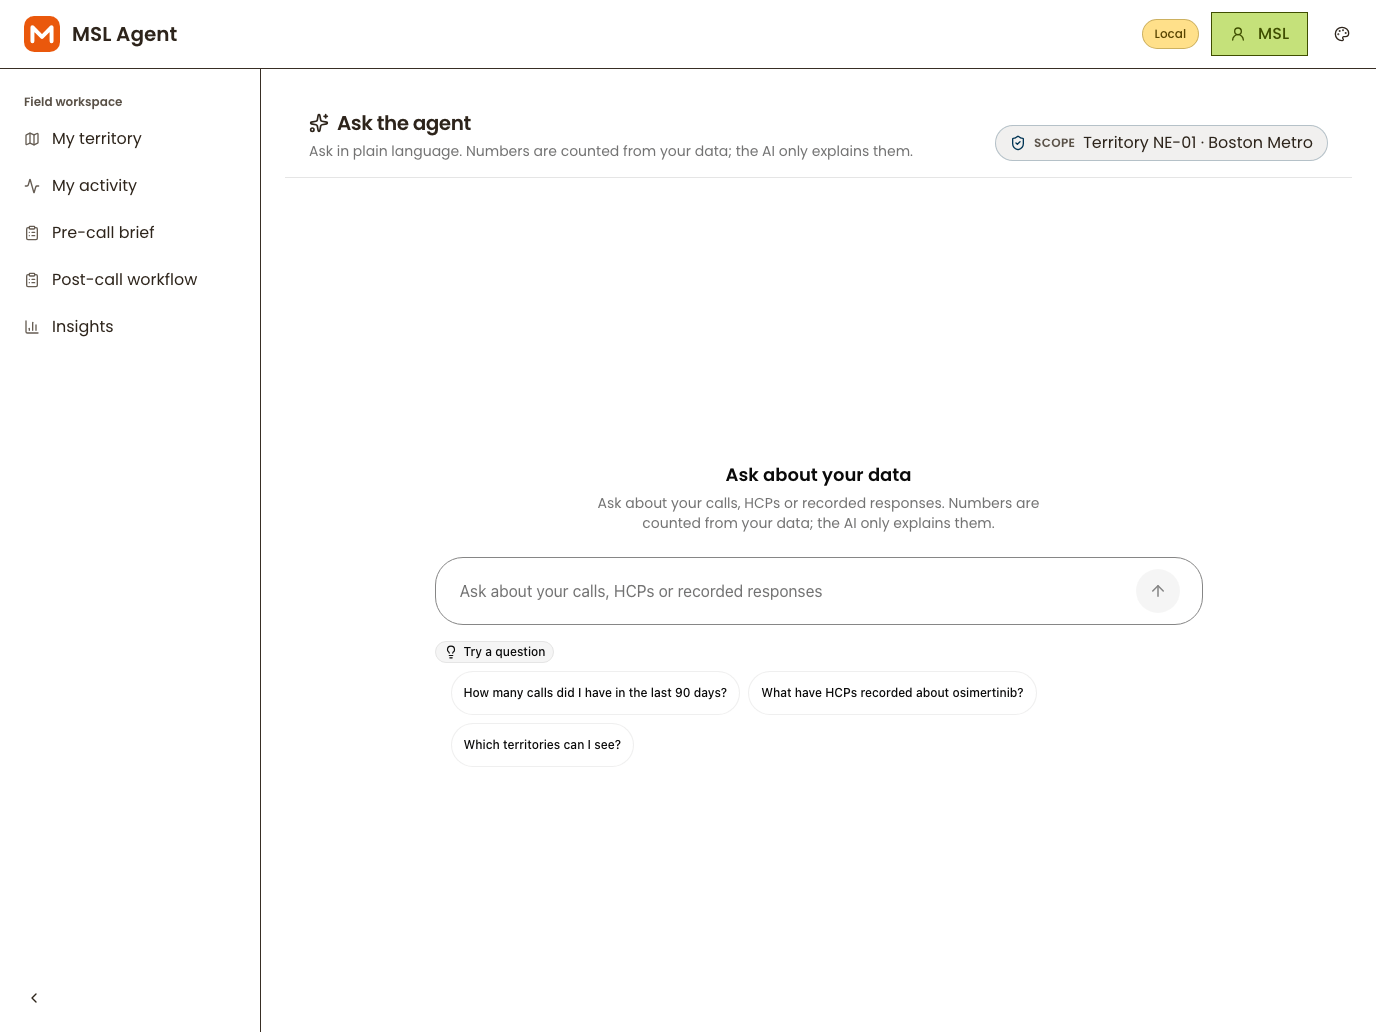 MSL Agent
Local
MSL
Field workspace
My territory
My activity
Pre-call brief
Post-call workflow
Insights
Ask the agent
Ask in plain language. Numbers are counted from your data; the AI only explains them.
SCOPE Territory NE-01 · Boston Metro
Ask about your data
Ask about your calls, HCPs or recorded responses. Numbers are
counted from your data; the AI only explains them.
Ask about your calls, HCPs or recorded responses
Try a question
How many calls did I have in the last 90 days?
What have HCPs recorded about osimertinib?
Which territories can I see?